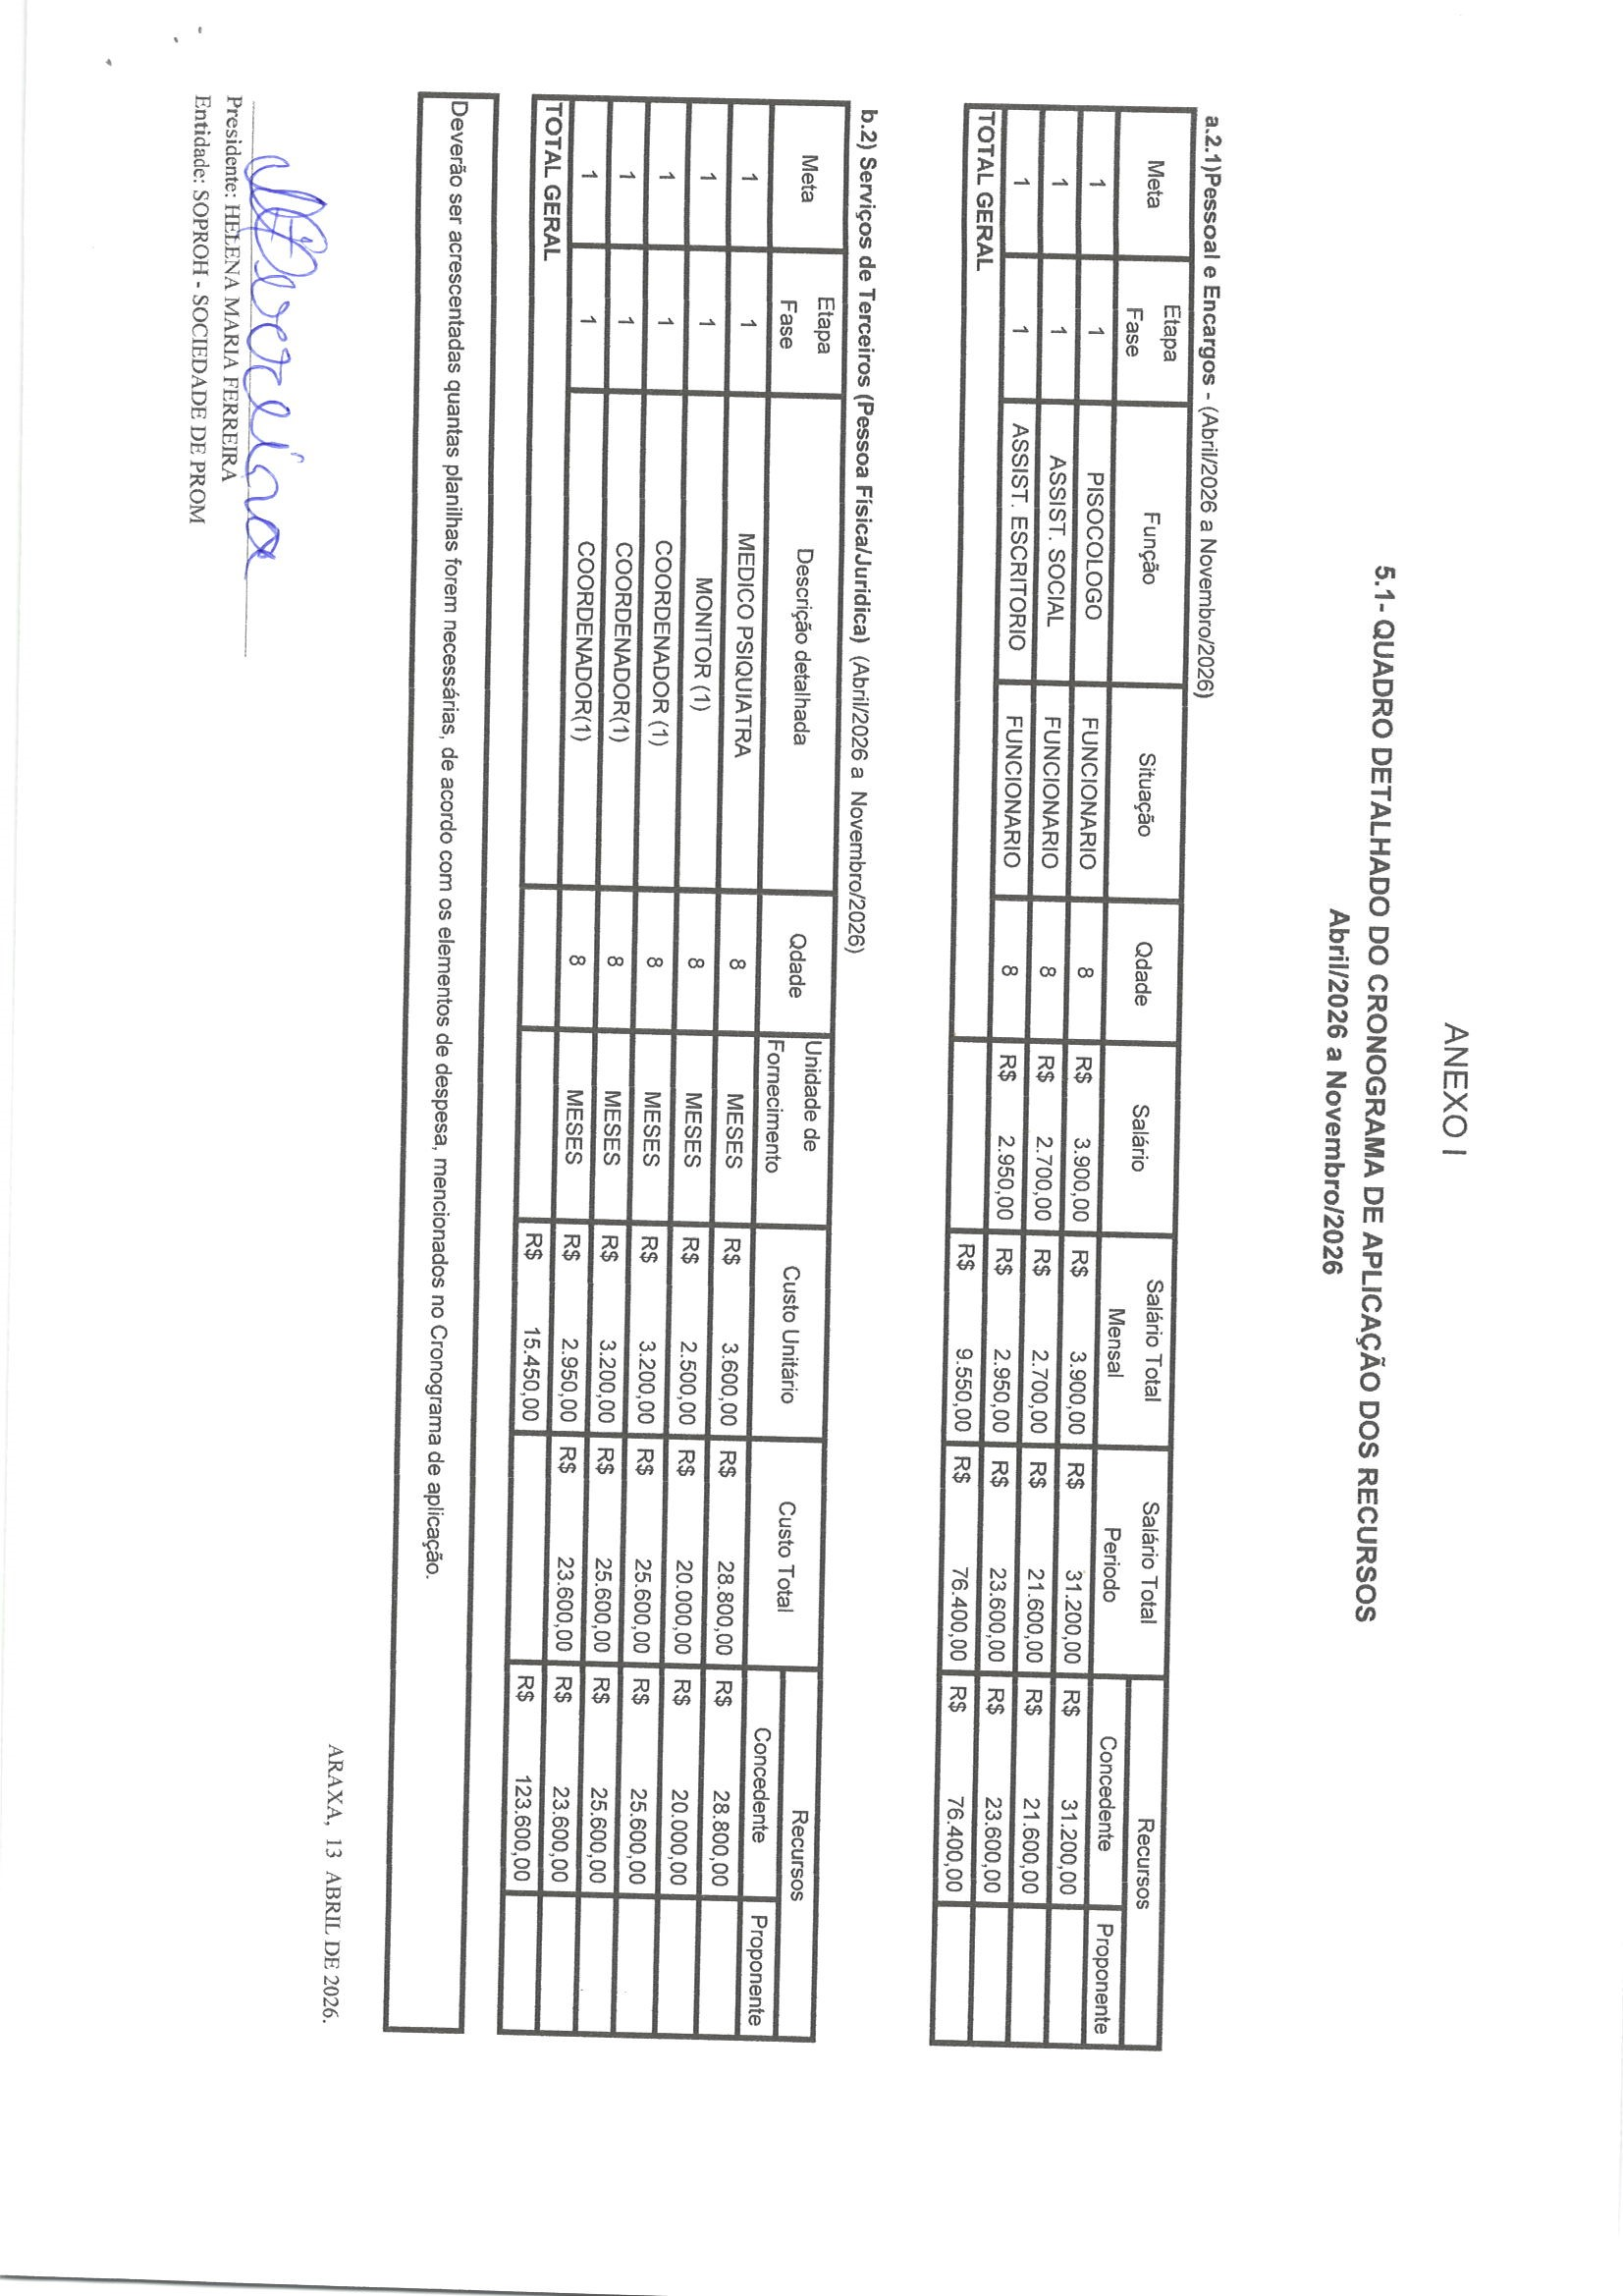 ANEXO I
5.1- QUADRO DETALHADO DO CRONOGRAMA DE APLICAÇÃO DOS RECURSOS
Abril/2026 a Novembro/2026
a.2.1)Pessoal e Encargos - (Abril/2026 a Novembro/2026)
Meta Etapa Fase Função Situação Qdade Salário Salário Total Mensal Salário Total Periodo Recursos Concedente Proponente
1 1 PISOCOLOGO FUNCIONARIO 8 R$ 3.900,00 R$ 3.900,00 R$ 31.200,00 R$ 31.200,00
1 1 ASSIST. SOCIAL FUNCIONARIO 8 R$ 2.700,00 R$ 2.700,00 R$ 21.600,00 R$ 21.600,00
1 1 ASSIST. ESCRITORIO FUNCIONARIO 8 R$ 2.950,00 R$ 2.950,00 R$ 23.600,00 R$ 23.600,00
TOTAL GERAL R$ 9.550,00 R$ 76.400,00 R$ 76.400,00
b.2) Serviços de Terceiros (Pessoa Física/Juridica) (Abril/2026 a Novembro/2026)
Meta Etapa Fase Descrição detalhada Qdade Unidade de Fornecimento Custo Unitário Custo Total Recursos Concedente Proponente
1 1 MEDICO PSIQUIATRA 8 MESES R$ 3.600,00 R$ 28.800,00 R$ 28.800,00
1 1 MONITOR (1) 8 MESES R$ 2.500,00 R$ 20.000,00 R$ 20.000,00
1 1 COORDENADOR (1) 8 MESES R$ 3.200,00 R$ 25.600,00 R$ 25.600,00
1 1 COORDENADOR(1) 8 MESES R$ 3.200,00 R$ 25.600,00 R$ 25.600,00
1 1 COORDENADOR(1) 8 MESES R$ 2.950,00 R$ 23.600,00 R$ 23.600,00
TOTAL GERAL R$ 15.450,00 R$ 123.600,00
Deverão ser acrescentadas quantas planilhas forem necessárias, de acordo com os elementos de despesa, mencionados no Cronograma de aplicação.
ARAXA, 13 ABRIL DE 2026.
Presidente: HELENA MARIA FERREIRA
Entidade: SOPROH - SOCIEDADE DE PROM